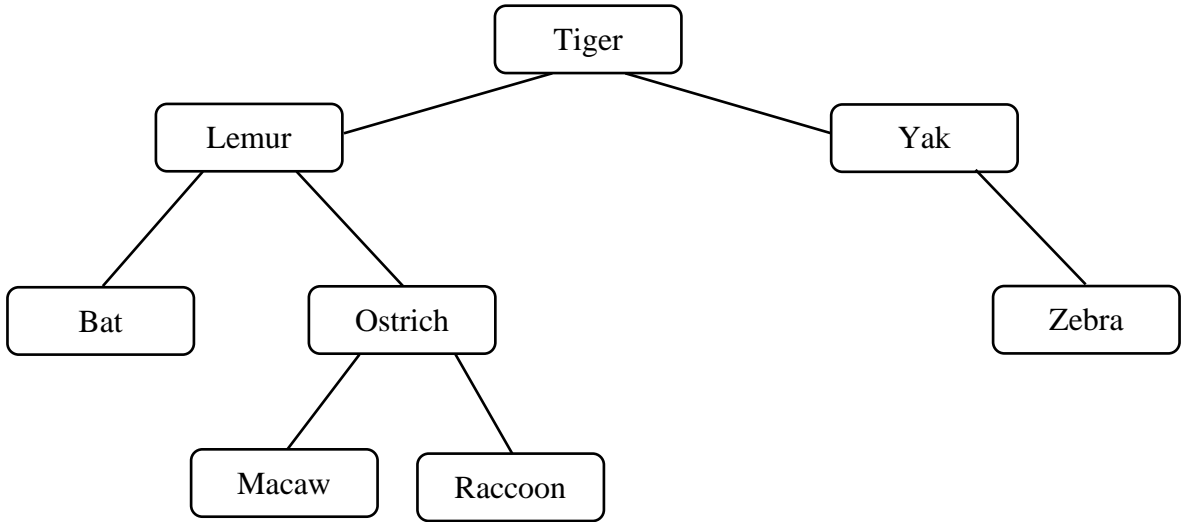 Tiger
Lemur
Yak
Bat
Ostrich
Zebra
Macaw
Raccoon